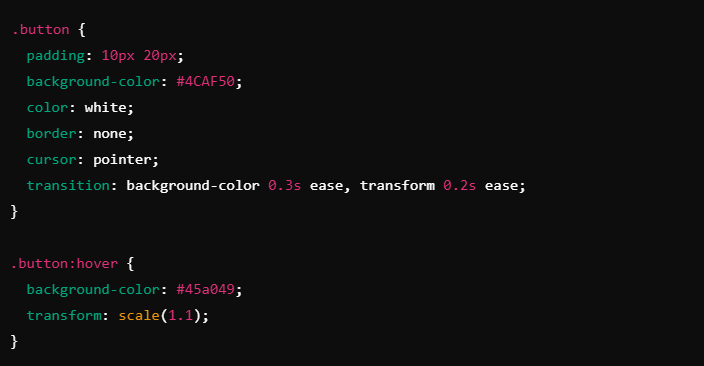 .button {
  padding: 10px 20px;
  background-color: #4CAF50;
  color: white;
  border: none;
  cursor: pointer;
  transition: background-color 0.3s ease, transform 0.2s ease;
}

.button:hover {
  background-color: #45a049;
  transform: scale(1.1);
}